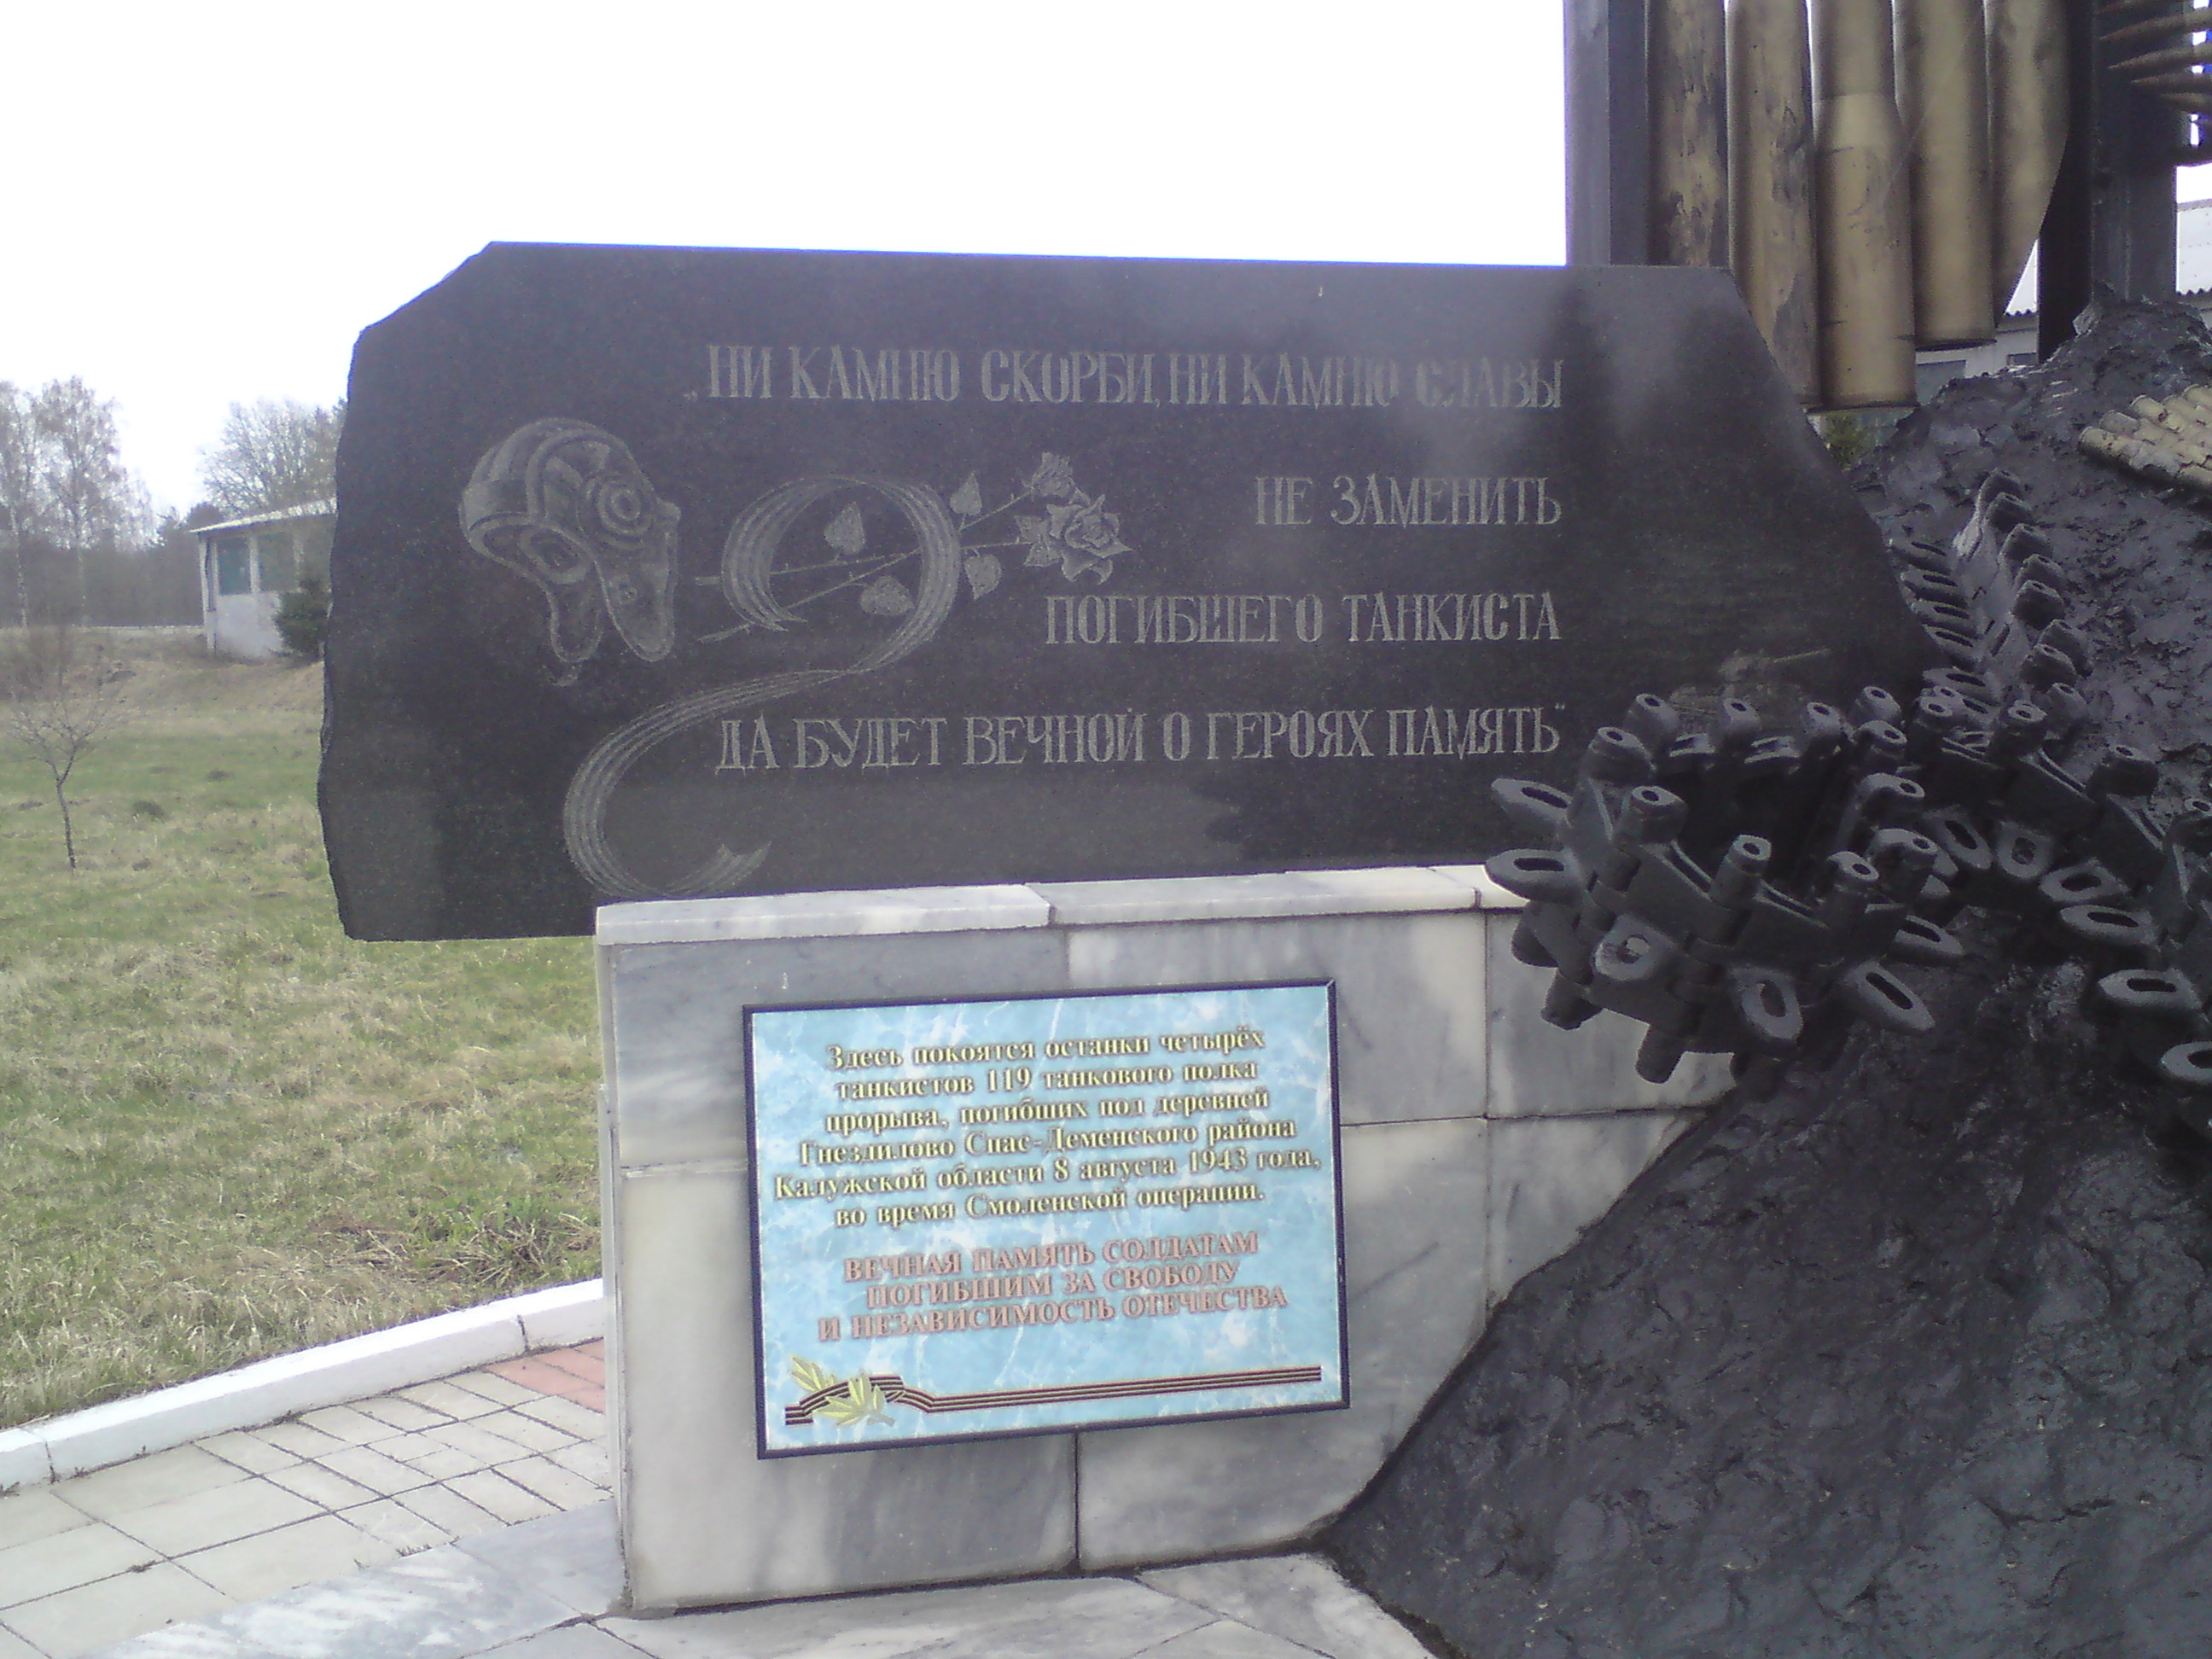 „НИ КАМНЮ СКОРБИ, НИ КАМНЮ СЛАВЫ
НЕ ЗАМЕНИТЬ
ПОГИБШЕГО ТАНКИСТА
ДА БУДЕТ ВЕЧНОЙ О ГЕРОЯХ ПАМЯТЬ"
Здесь покоятся останки четырёх
танкистов 119 танкового полка
прорыва, погибших под деревней
Гнездилово Спас-Деменского района
Калужской области 8 августа 1943 года,
во время Смоленской операции.
ВЕЧНАЯ ПАМЯТЬ СОЛДАТАМ
ПОГИБШИМ ЗА СВОБОДУ
И НЕЗАВИСИМОСТЬ ОТЕЧЕСТВА